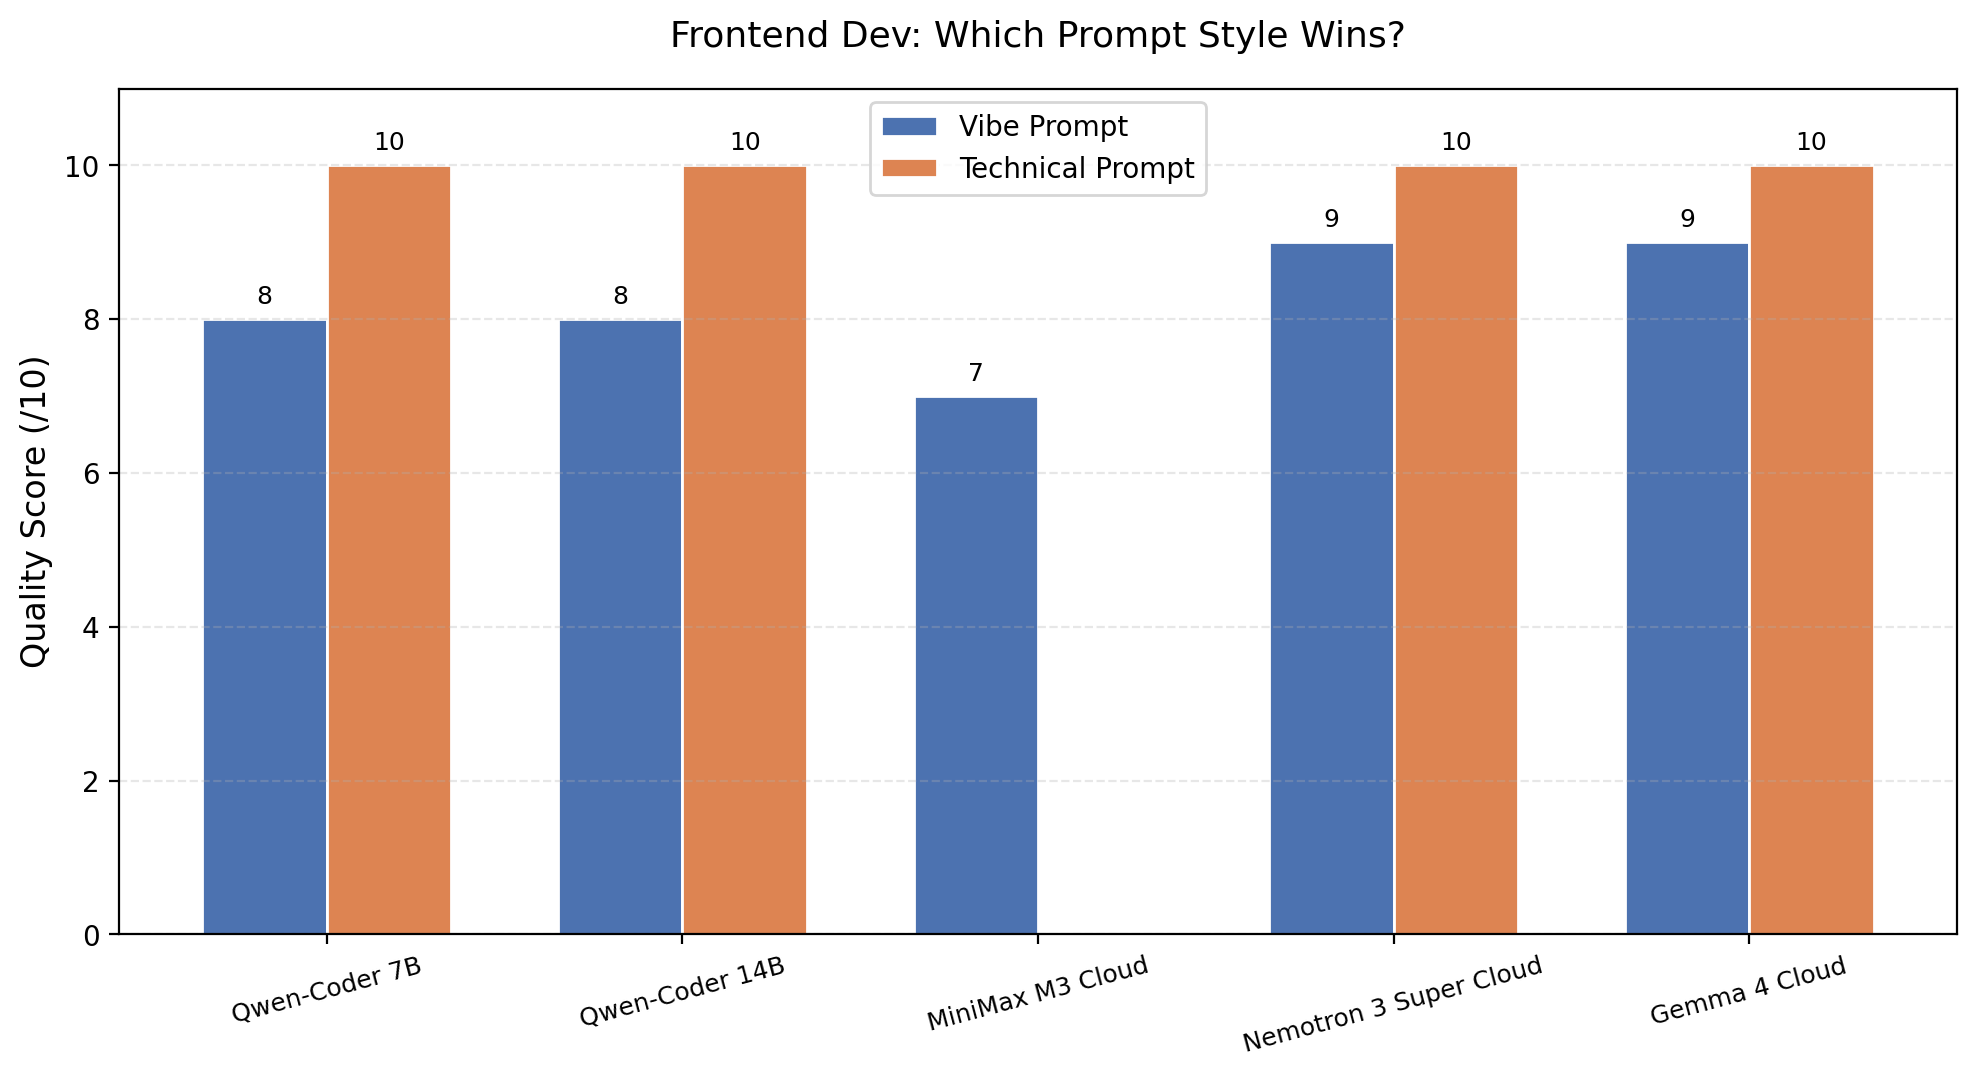 Frontend Dev: Which Prompt Style Wins?
Vibe Prompt
Technical Prompt
Quality Score (/10)
10
8
6
4
2
0
8
10
8
10
7
9
10
9
10
Qwen-Coder 7B
Qwen-Coder 14B
MiniMax M3 Cloud
Nemotron 3 Super Cloud
Gemma 4 Cloud